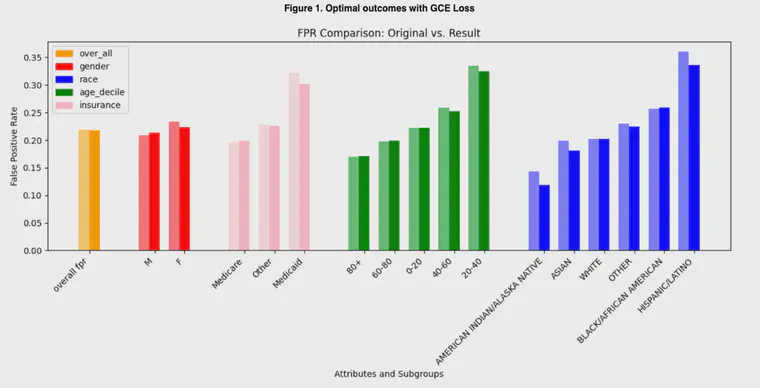 Figure 1. Optimal outcomes with GCE Loss
FPR Comparison: Original vs. Result
over_all
gender
race
age_decile
insurance
False Positive Rate
0.35
0.30
0.25
0.20
0.15
0.10
0.05
0.00
overall fpr
M
F
Medicare
Other
Medicaid
80+
60-80
0-20
40-60
20-40
AMERICAN INDIAN/ALASKA NATIVE
ASIAN
WHITE
OTHER
BLACK/AFRICAN AMERICAN
HISPANIC/LATINO
Attributes and Subgroups